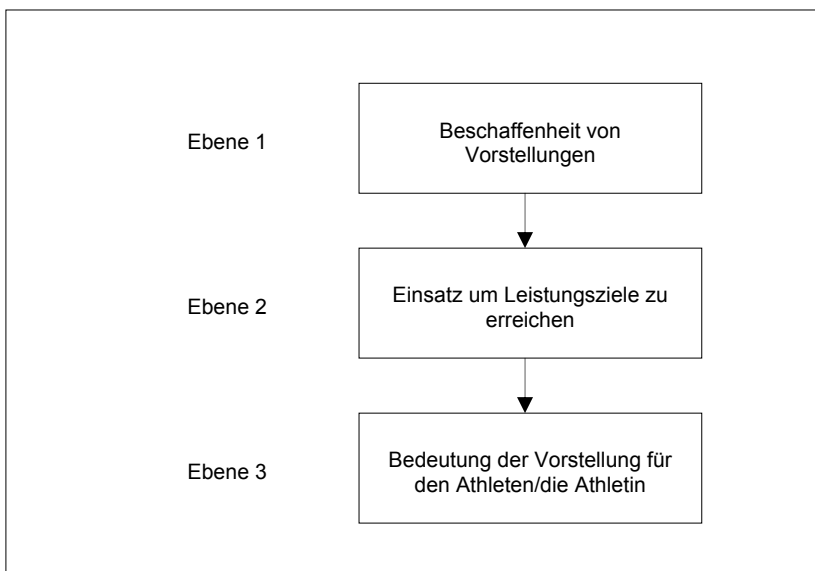 Ebene 1
Beschaffenheit von
Vorstellungen
Ebene 2
Einsatz um Leistungsziele zu
erreichen
Ebene 3
Bedeutung der Vorstellung für
den Athleten/die Athletin